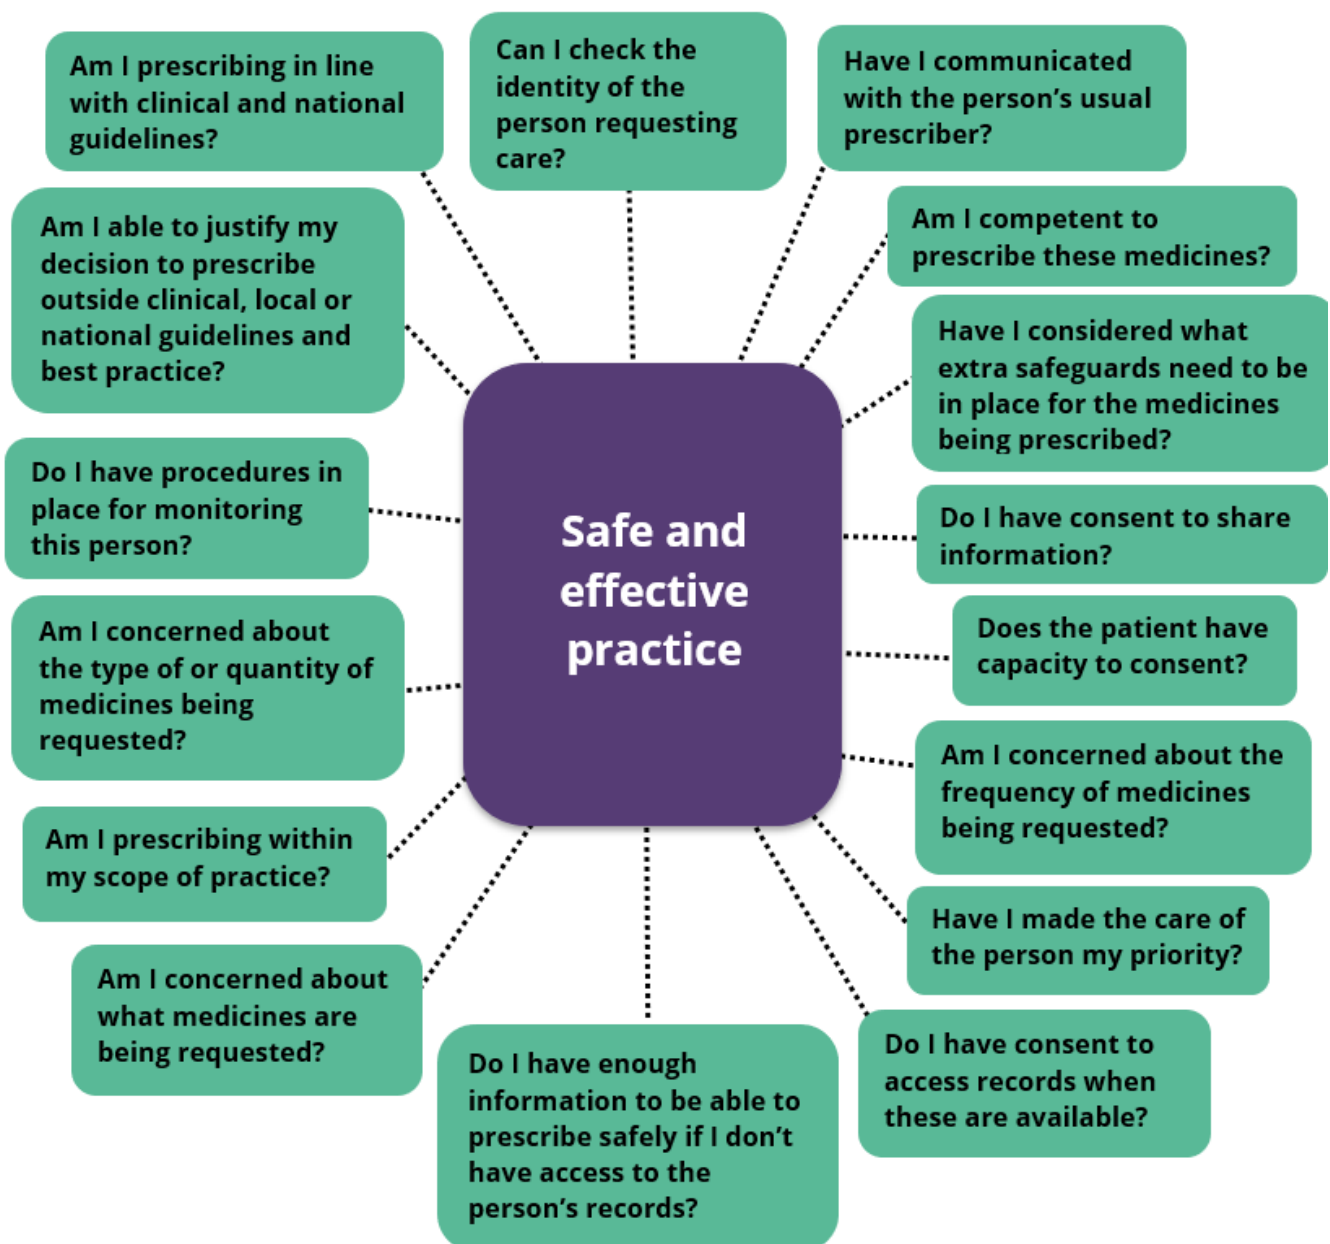 Am I prescribing in line
with clinical and national
guidelines?
Can I check the
identity of the
person requesting
care?
Have I communicated
with the person’s usual
prescriber?
Am I able to justify my
decision to prescribe
outside clinical, local or
national guidelines and
best practice?
Am I competent to
prescribe these medicines?
Have I considered what
extra safeguards need to be
in place for the medicines
being prescribed?
Do I have procedures in
place for monitoring
this person?
Safe and
effective
practice
Do I have consent to share
information?
Am I concerned about
the type of or quantity of
medicines being
requested?
Does the patient have
capacity to consent?
Am I concerned about the
frequency of medicines
being requested?
Am I prescribing within
my scope of practice?
Have I made the care of
the person my priority?
Am I concerned about
what medicines are
being requested?
Do I have enough
information to be able to
prescribe safely if I don’t
have access to the
person’s records?
Do I have consent to
access records when
these are available?